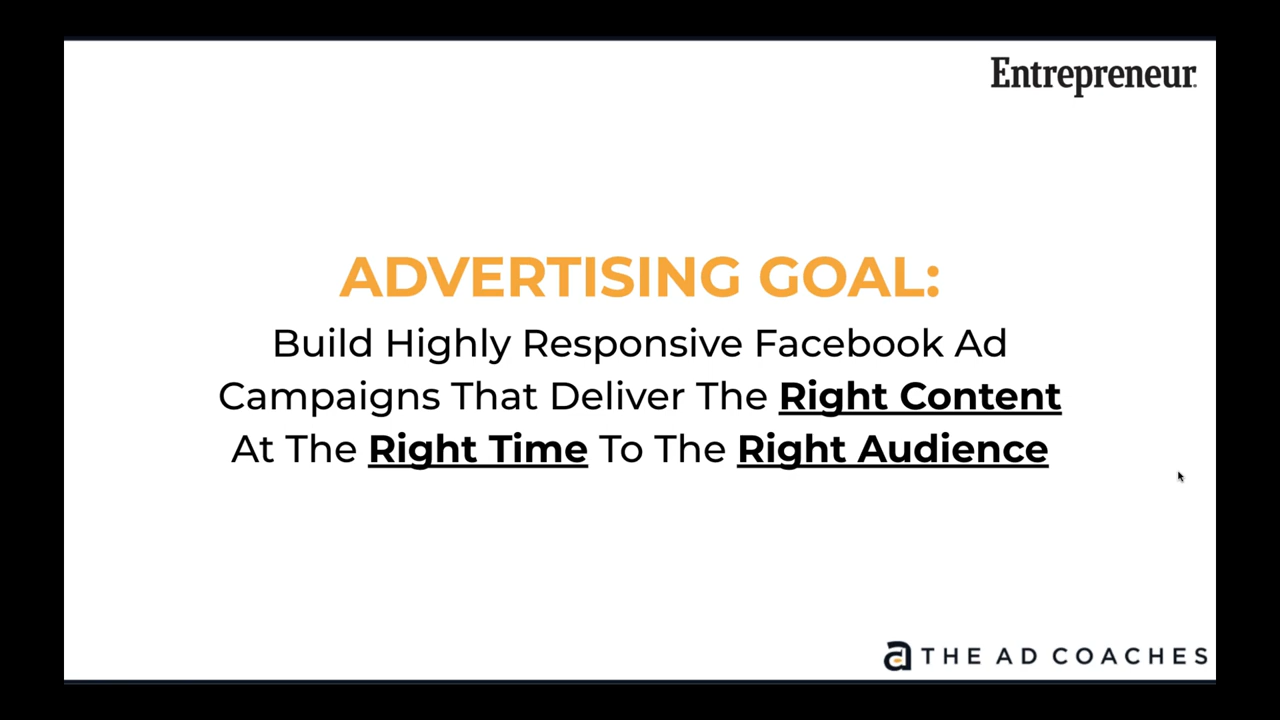 Entrepreneur
ADVERTISING GOAL:
Build Highly Responsive Facebook Ad
Campaigns That Deliver The Right Content
At The Right Time To The Right Audience
a THE AD COACHES